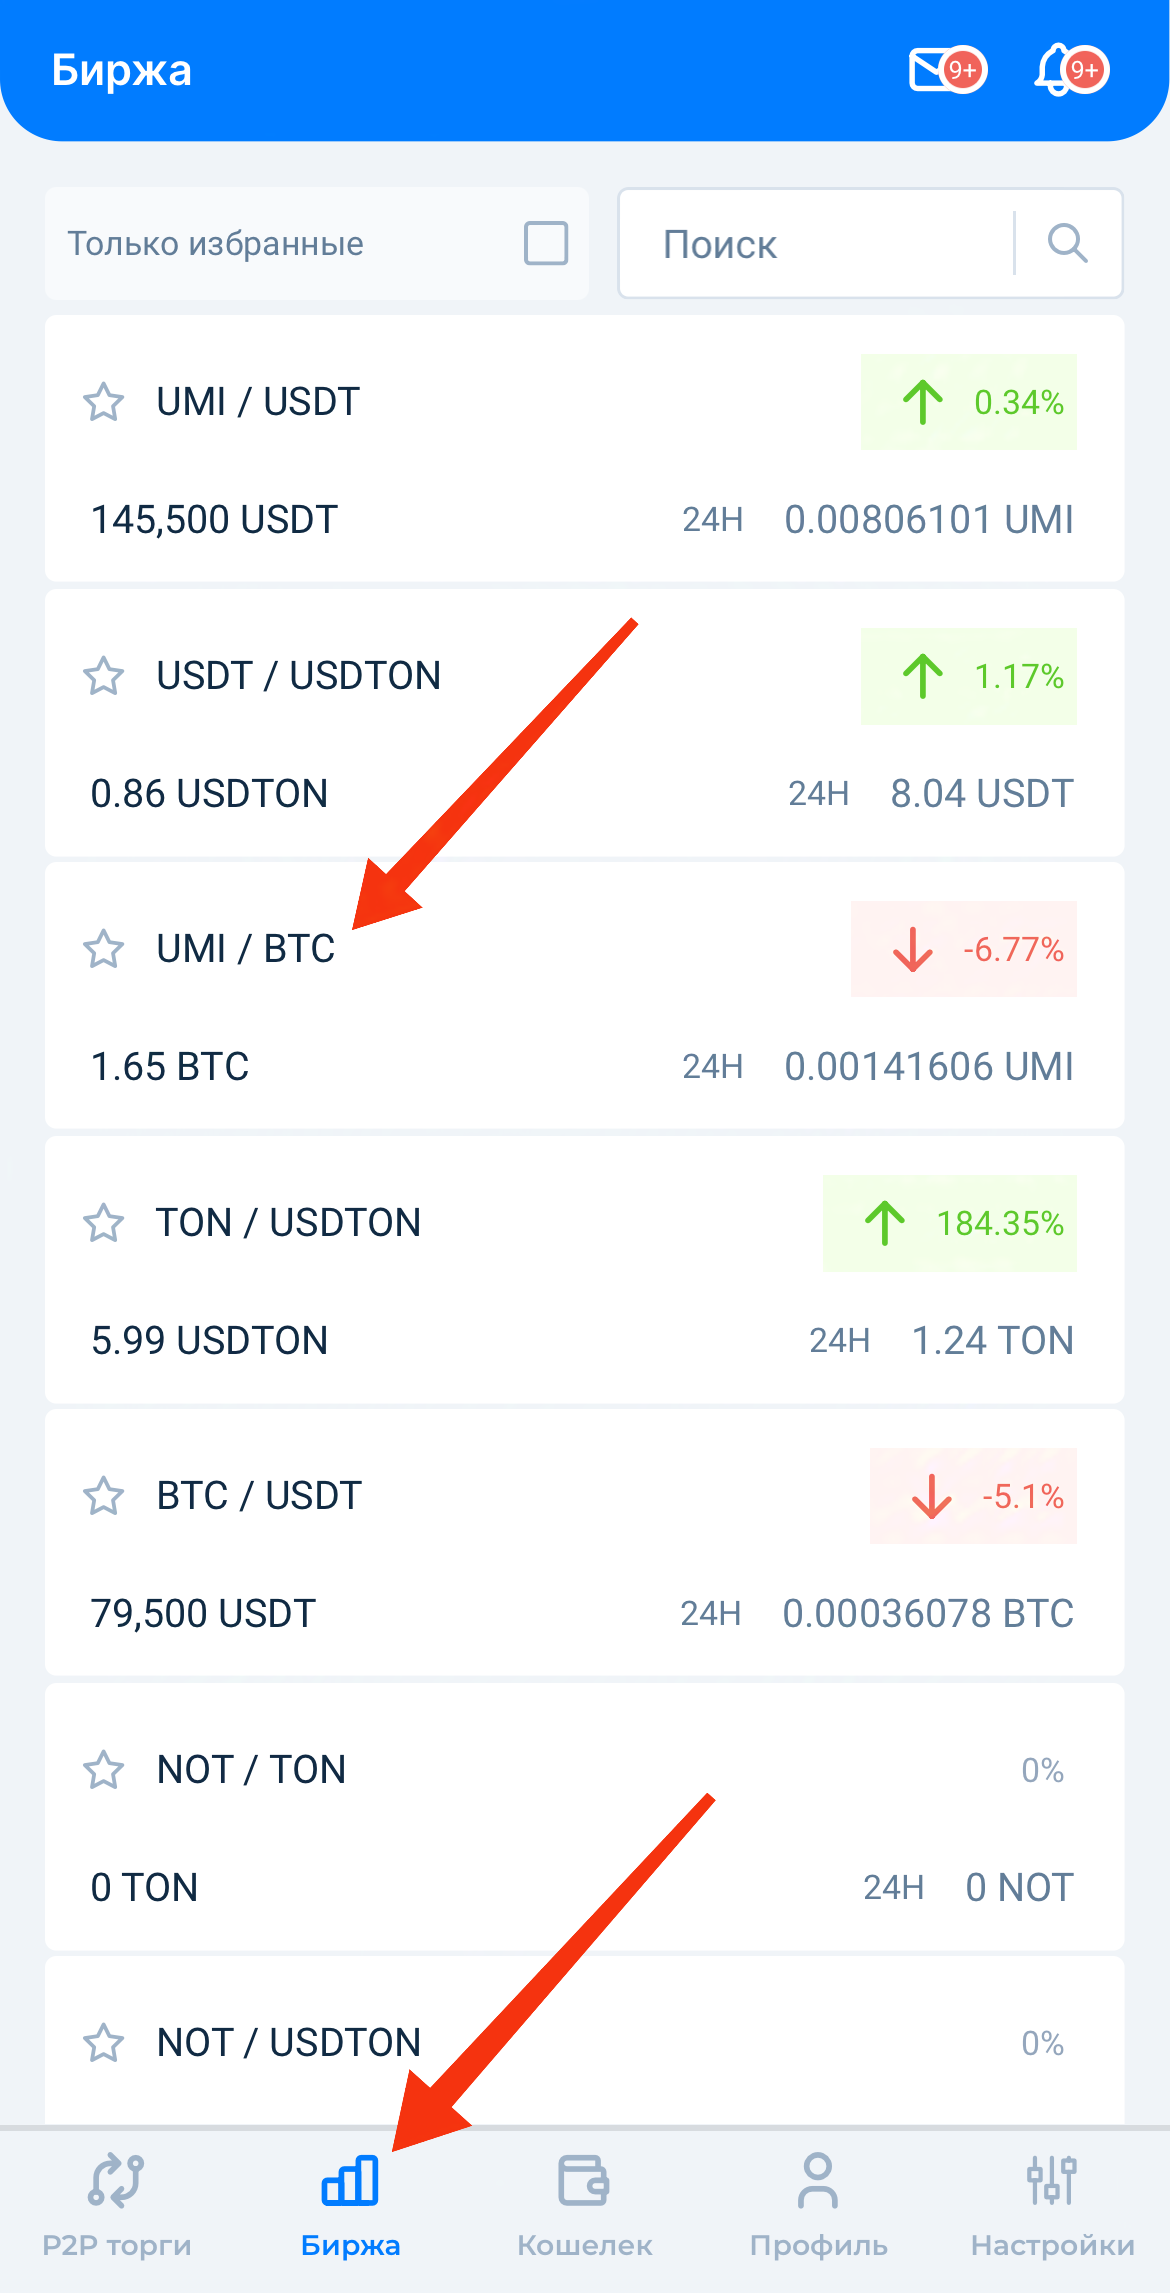 Биржа
9+
9+
Только избранные
Поиск
UMI / USDT
0.34%
145,500 USDT
24H
0.00806101 UMI
USDT / USDTON
1.17%
0.86 USDTON
24H
8.04 USDT
UMI / BTC
-6.77%
1.65 BTC
24H
0.00141606 UMI
TON / USDTON
184.35%
5.99 USDTON
24H
1.24 TON
BTC / USDT
-5.1%
79,500 USDT
24H
0.00036078 BTC
NOT / TON
0%
0 TON
24H
0 NOT
NOT / USDTON
0%
P2P торги
Биржа
Кошелек
Профиль
Настройки